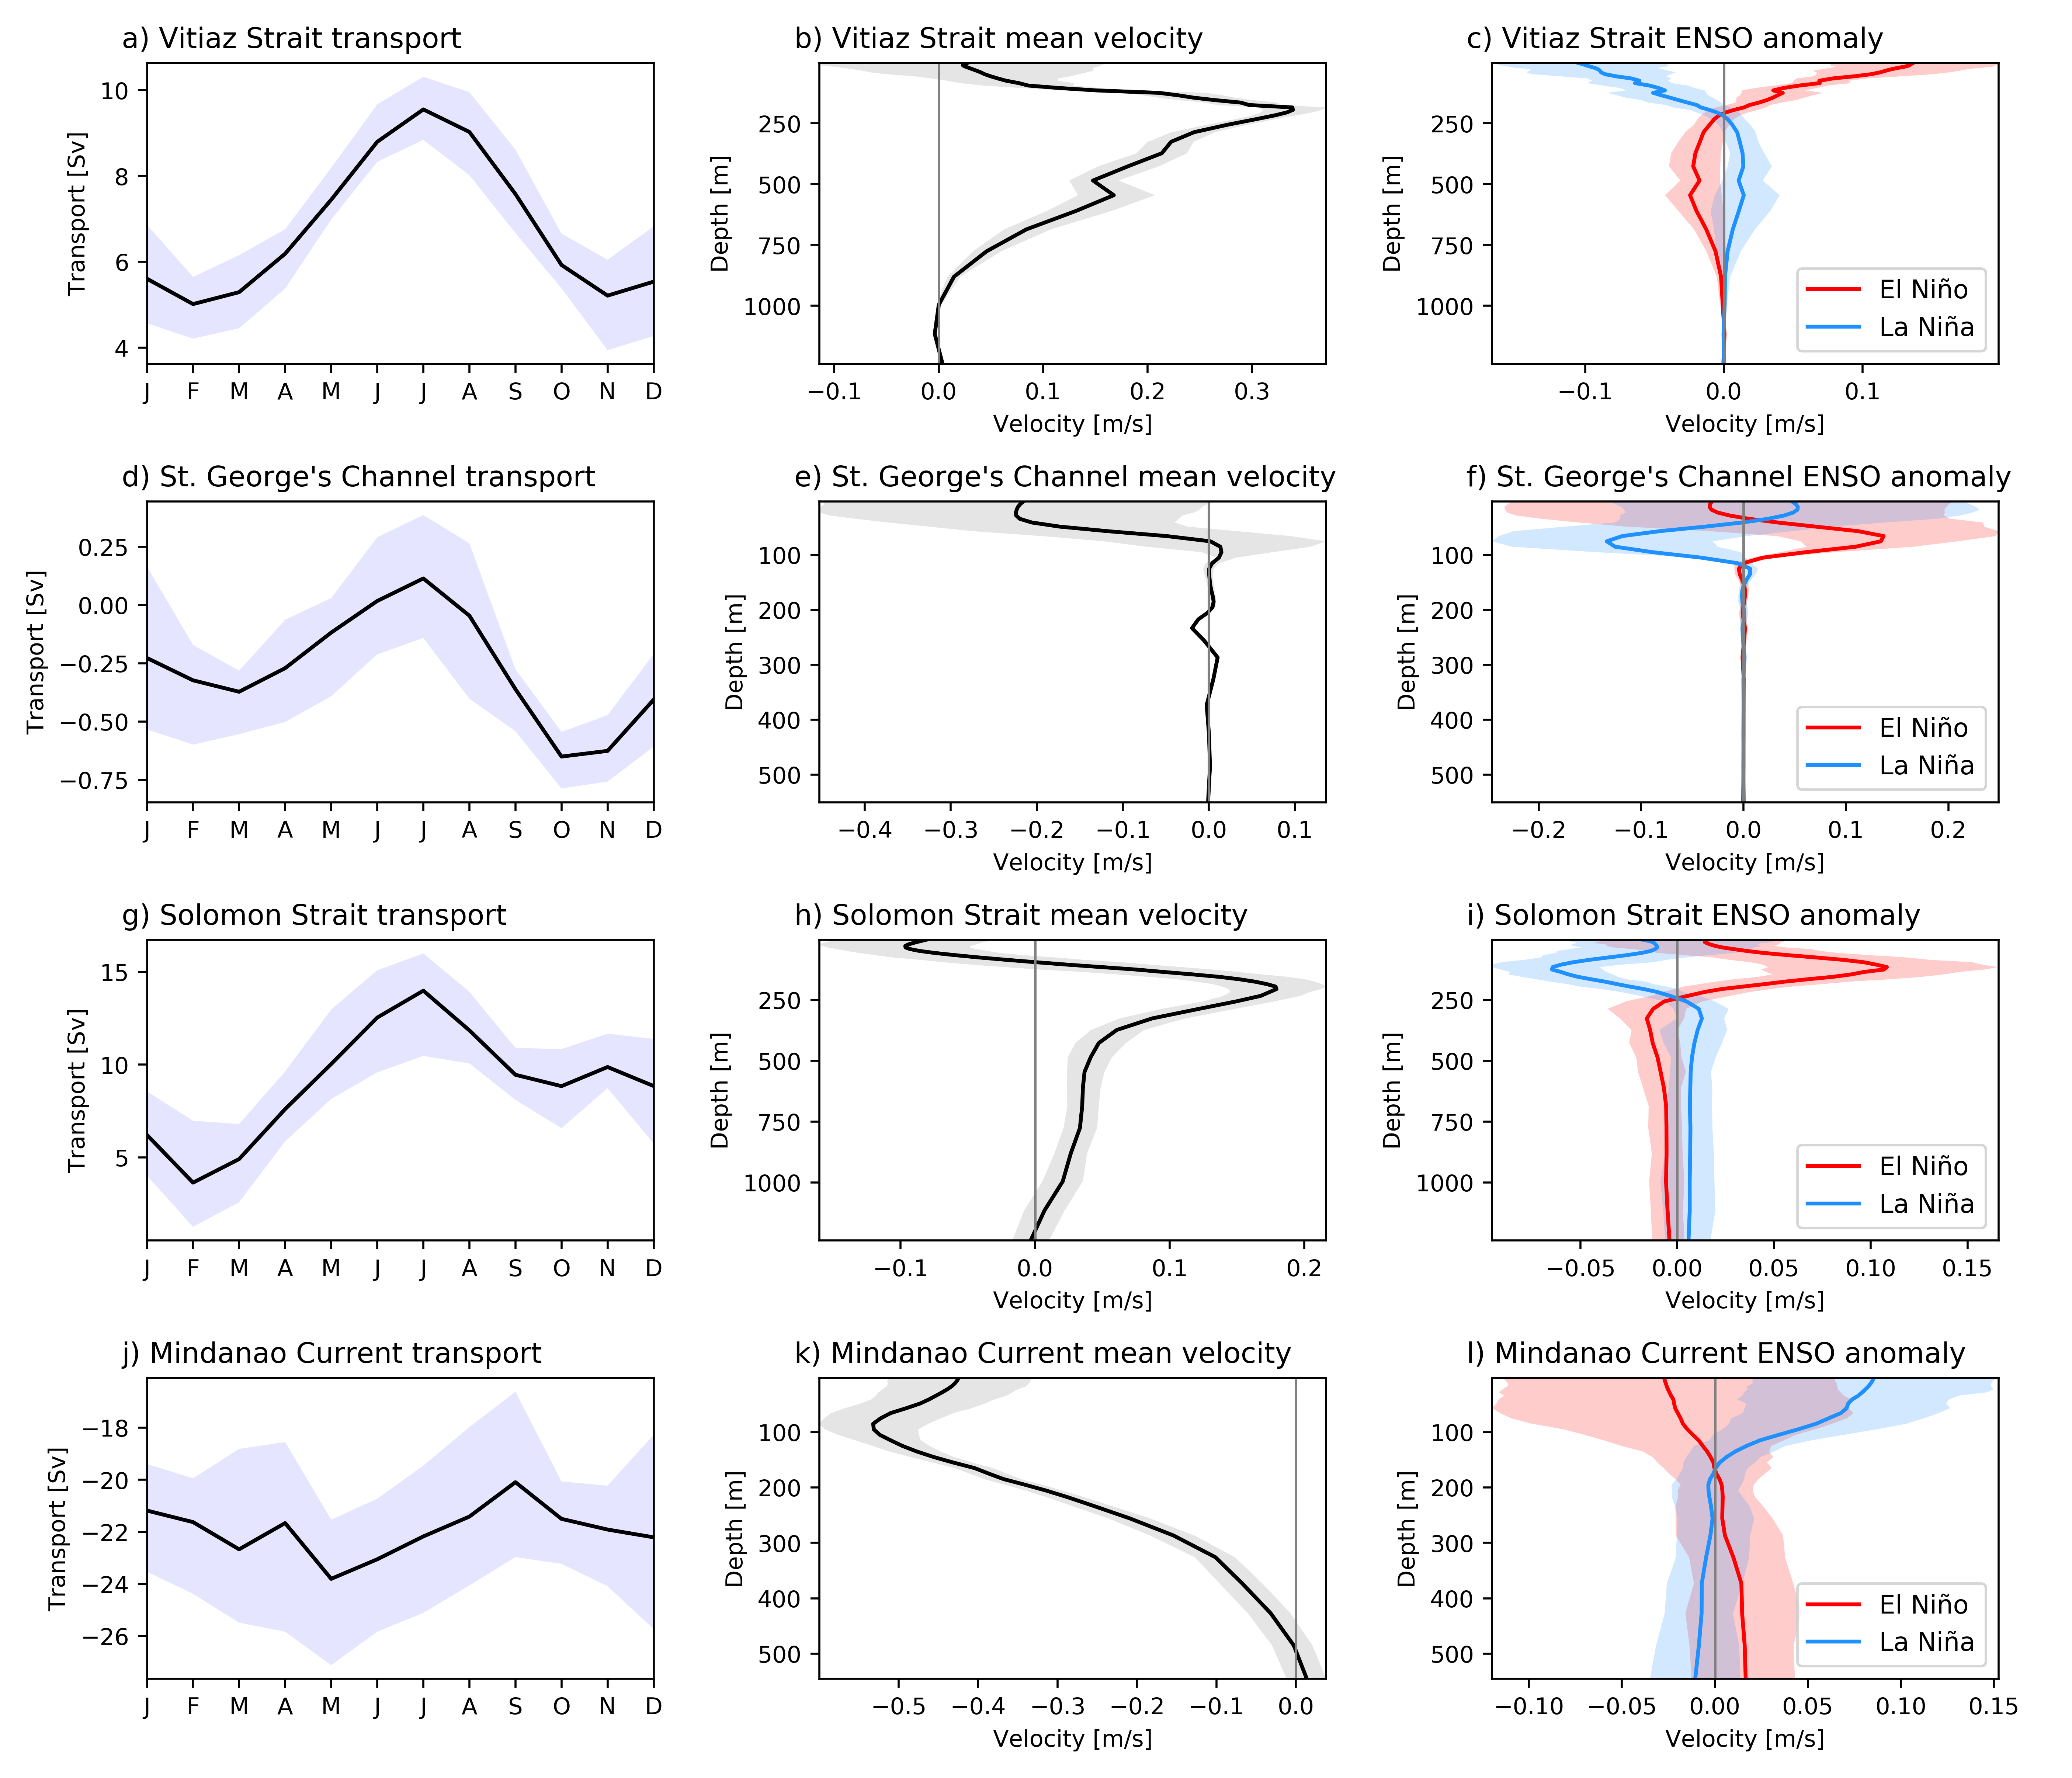 a) Vitiaz Strait transport
Transport [Sv]
10
8
6
4
J F M A M J J A S O N D
b) Vitiaz Strait mean velocity
Depth [m]
250
500
750
1000
−0.1 0.0 0.1 0.2 0.3
Velocity [m/s]
c) Vitiaz Strait ENSO anomaly
Depth [m]
250
500
750
1000
−0.1 0.0 0.1
Velocity [m/s]
El Niño
La Niña
d) St. George's Channel transport
Transport [Sv]
0.25
0.00
−0.25
−0.50
−0.75
J F M A M J J A S O N D
e) St. George's Channel mean velocity
Depth [m]
100
200
300
400
500
−0.4 −0.3 −0.2 −0.1 0.0 0.1
Velocity [m/s]
f) St. George's Channel ENSO anomaly
Depth [m]
100
200
300
400
500
−0.2 −0.1 0.0 0.1 0.2
Velocity [m/s]
El Niño
La Niña
g) Solomon Strait transport
Transport [Sv]
15
10
5
J F M A M J J A S O N D
h) Solomon Strait mean velocity
Depth [m]
250
500
750
1000
−0.1 0.0 0.1 0.2
Velocity [m/s]
i) Solomon Strait ENSO anomaly
Depth [m]
250
500
750
1000
−0.05 0.00 0.05 0.10 0.15
Velocity [m/s]
El Niño
La Niña
j) Mindanao Current transport
Transport [Sv]
−18
−20
−22
−24
−26
J F M A M J J A S O N D
k) Mindanao Current mean velocity
Depth [m]
100
200
300
400
500
−0.5 −0.4 −0.3 −0.2 −0.1 0.0
Velocity [m/s]
l) Mindanao Current ENSO anomaly
Depth [m]
100
200
300
400
500
−0.10 −0.05 0.00 0.05 0.10 0.15
Velocity [m/s]
El Niño
La Niña